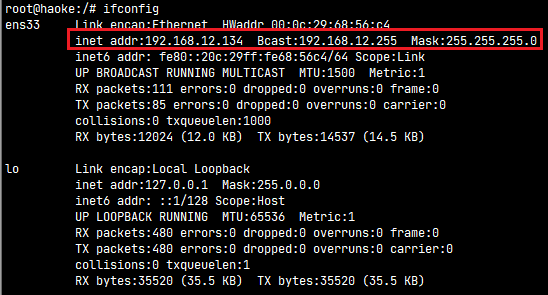 root@haoke:/# ifconfig
ens33     Link encap:Ethernet  HWaddr 00:0c:29:68:56:c4
          inet addr:192.168.12.134  Bcast:192.168.12.255  Mask:255.255.255.0
          inet6 addr: fe80::20c:29ff:fe68:56c4/64 Scope:Link
          UP BROADCAST RUNNING MULTICAST  MTU:1500  Metric:1
          RX packets:111 errors:0 dropped:0 overruns:0 frame:0
          TX packets:85 errors:0 dropped:0 overruns:0 carrier:0
          collisions:0 txqueuelen:1000
          RX bytes:12024 (12.0 KB)  TX bytes:14537 (14.5 KB)

lo        Link encap:Local Loopback
          inet addr:127.0.0.1  Mask:255.0.0.0
          inet6 addr: ::1/128 Scope:Host
          UP LOOPBACK RUNNING  MTU:65536  Metric:1
          RX packets:480 errors:0 dropped:0 overruns:0 frame:0
          TX packets:480 errors:0 dropped:0 overruns:0 carrier:0
          collisions:0 txqueuelen:1
          RX bytes:35520 (35.5 KB)  TX bytes:35520 (35.5 KB)